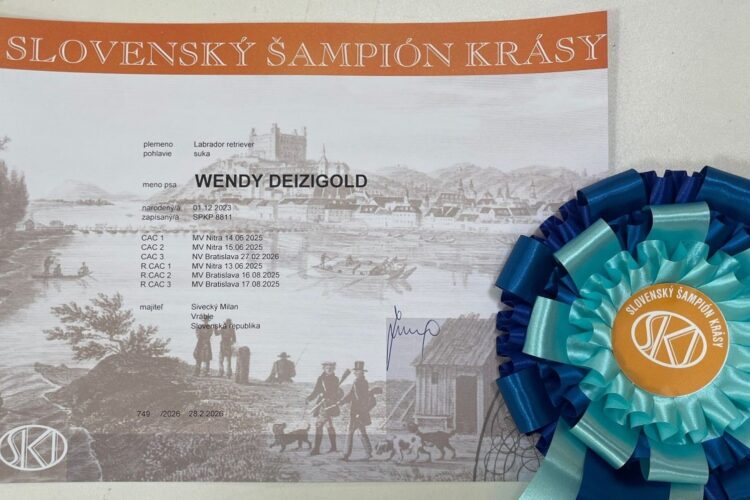 SLOVENSKÝ ŠAMPIÓN KRÁSY
plemeno Labrador retriever
pohlavie suka
meno psa WENDY DEIZIGOLD
narodený/á 01.12 2023
zapísaný/á SPKP 8811
CAC 1 MV Nitra 14.06 2025
CAC 2 MV Nitra 15.06 2025
CAC 3 NV Bratislava 27.02 2026
R CAC 1 MV Nitra 13.06 2025
R CAC 2 MV Bratislava 16.08 2025
R CAC 3 MV Bratislava 17.08 2025
majiteľ Sivecký Milan
Vráble
Slovenská republika
749 /2026 28.2.2026
SKJ
SLOVENSKÝ ŠAMPIÓN KRÁSY
SKJ